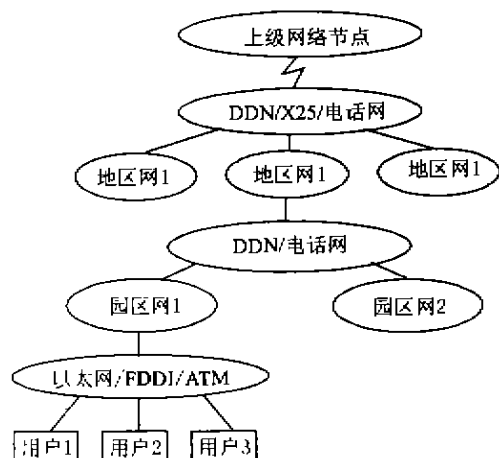 上级网络节点
DDN/X25/电话网
地区网1
地区网1
地区网1
DDN/电话网
园区网1
园区网2
以太网/FDDI/ATM
用户1
用户2
用户3